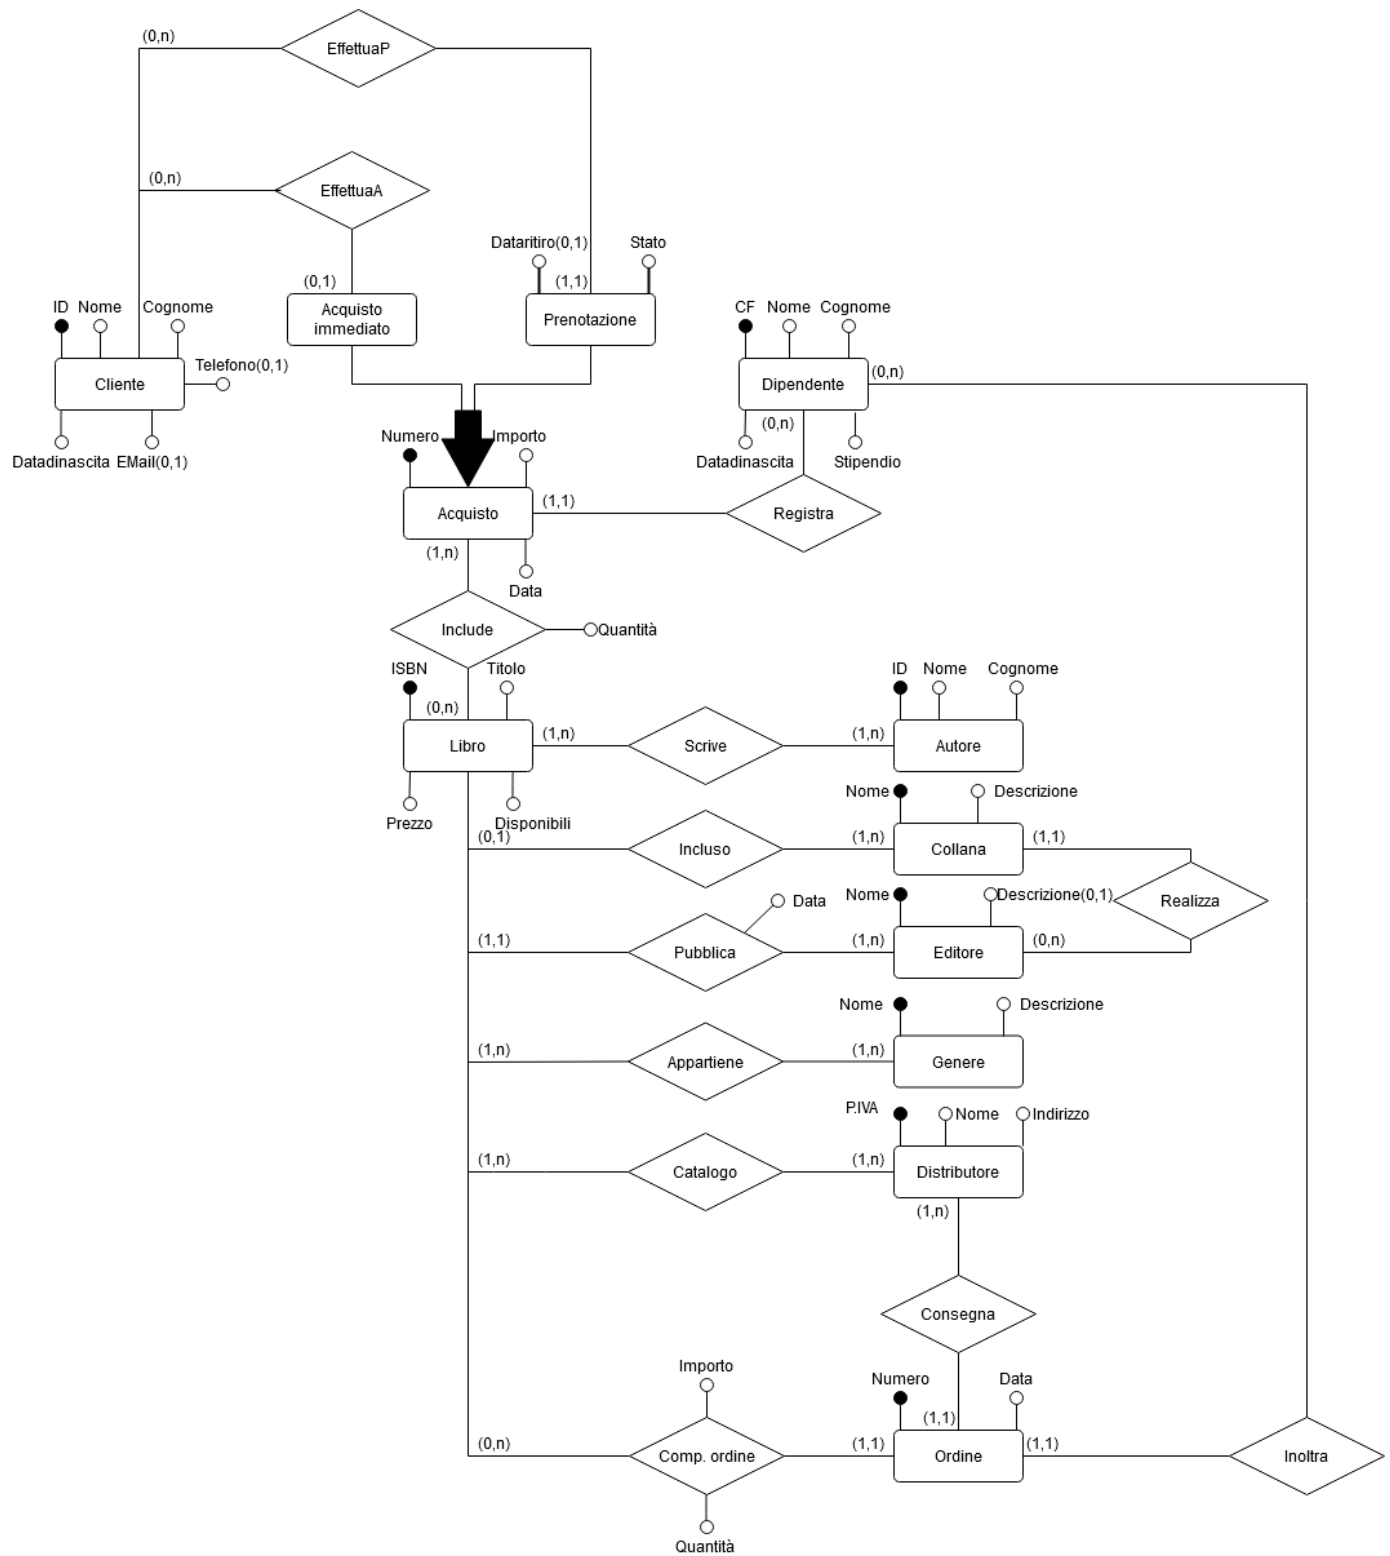 (0,n)
EffettuaP
(0,n)
EffettuaA
Dataritiro(0,1)
Stato
(0,1)
(1,1)
ID
Nome
Cognome
Acquisto
immediato
Prenotazione
CF
Nome
Cognome
Telefono(0,1)
Cliente
Dipendente
(0,n)
(0,n)
Numero
Importo
Datadinascita
EMail(0,1)
Datadinascita
Stipendio
(1,1)
Acquisto
Registra
(1,n)
Data
Include
Quantità
ISBN
Titolo
ID
Nome
Cognome
(0,n)
(1,n)
(1,n)
Libro
Scrive
Autore
Nome
Descrizione
Prezzo
Disponibili
(0,1)
(1,n)
(1,1)
Incluso
Collana
Nome
Descrizione(0,1)
Data
Realizza
(1,1)
(1,n)
(0,n)
Pubblica
Editore
Nome
Descrizione
(1,n)
(1,n)
Appartiene
Genere
P.IVA
Nome
Indirizzo
(1,n)
(1,n)
Catalogo
Distributore
(1,n)
Consegna
Importo
Numero
Data
(1,1)
(0,n)
(1,1)
(1,1)
Comp. ordine
Ordine
Inoltra
Quantità